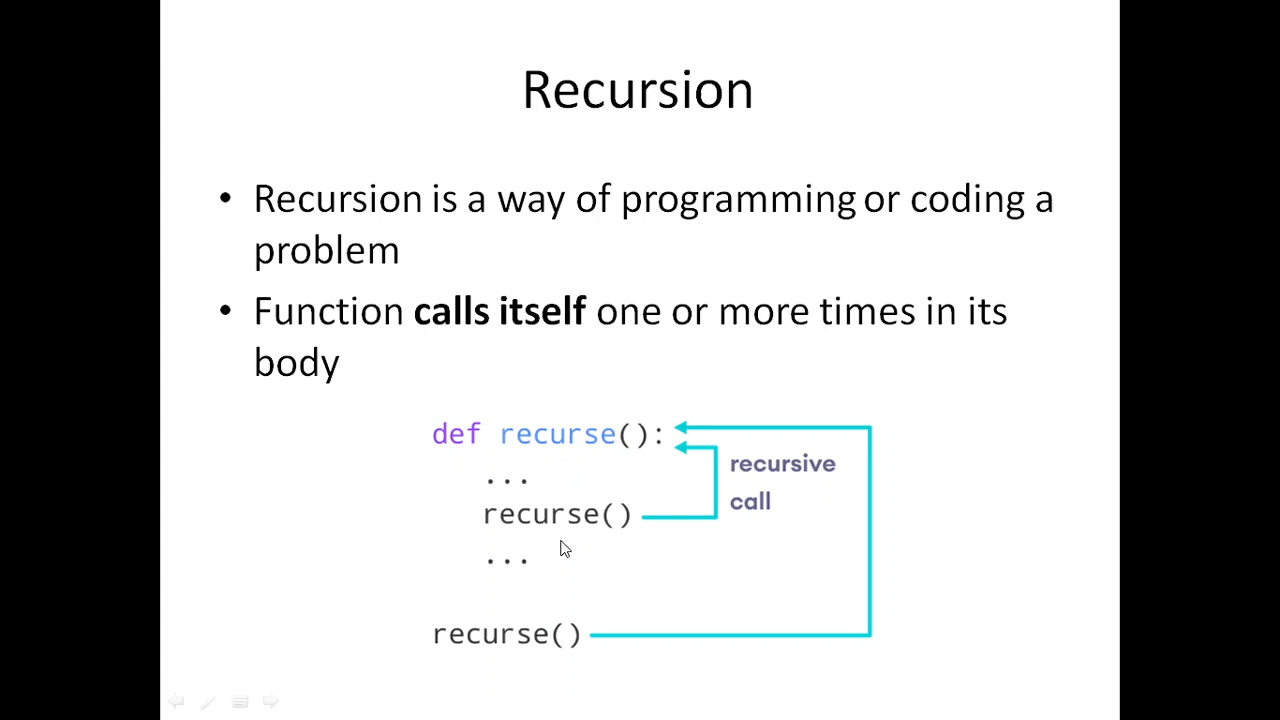 Recursion
• Recursion is a way of programming or coding a
problem
• Function calls itself one or more times in its
body
def recurse():
recursive
...
call
recurse()
...
recurse()